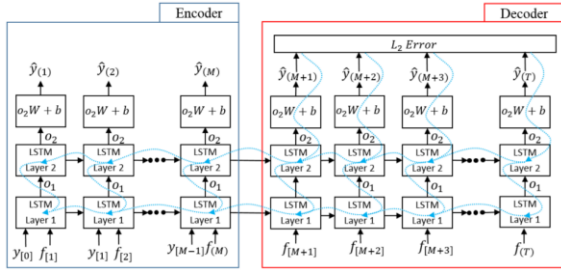 Encoder
Decoder
L₂ Error
ŷ₍₁₎ ŷ₍₂₎ ŷ₍M₎ ŷ₍M+1₎ ŷ₍M+2₎ ŷ₍M+3₎ ŷ₍T₎
o₂W + b o₂W + b o₂W + b o₂W + b o₂W + b o₂W + b o₂W + b
o₂ o₂ o₂ o₂ o₂ o₂ o₂
LSTM LSTM LSTM LSTM LSTM LSTM LSTM
Layer 2 Layer 2 Layer 2 Layer 2 Layer 2 Layer 2 Layer 2
o₁ o₁ o₁ o₁ o₁ o₁ o₁
LSTM LSTM LSTM LSTM LSTM LSTM LSTM
Layer 1 Layer 1 Layer 1 Layer 1 Layer 1 Layer 1 Layer 1
y[0] f[1] y[1] f[2] y[M−1] f(M) f[M+1] f[M+2] f[M+3] f(T)